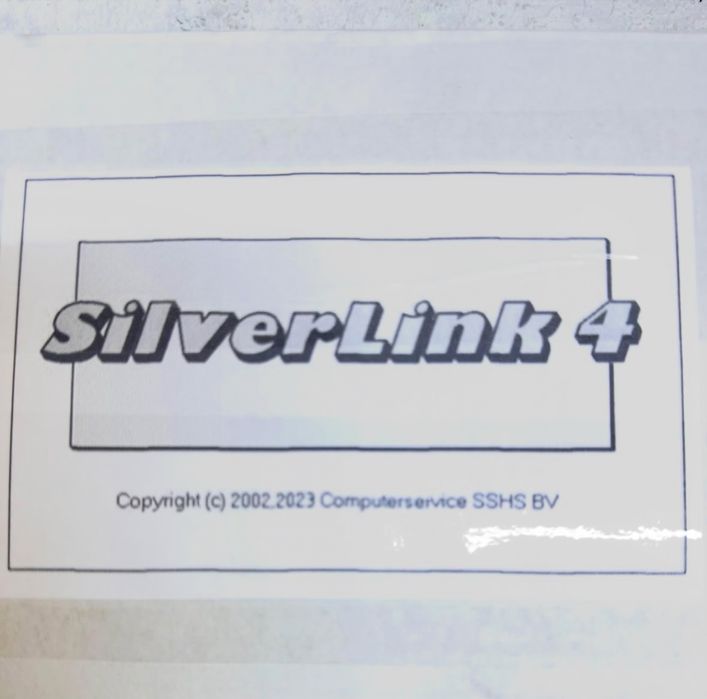 SilverLink 4
Copyright (c) 2002,2023 Computerservice SSHS BV